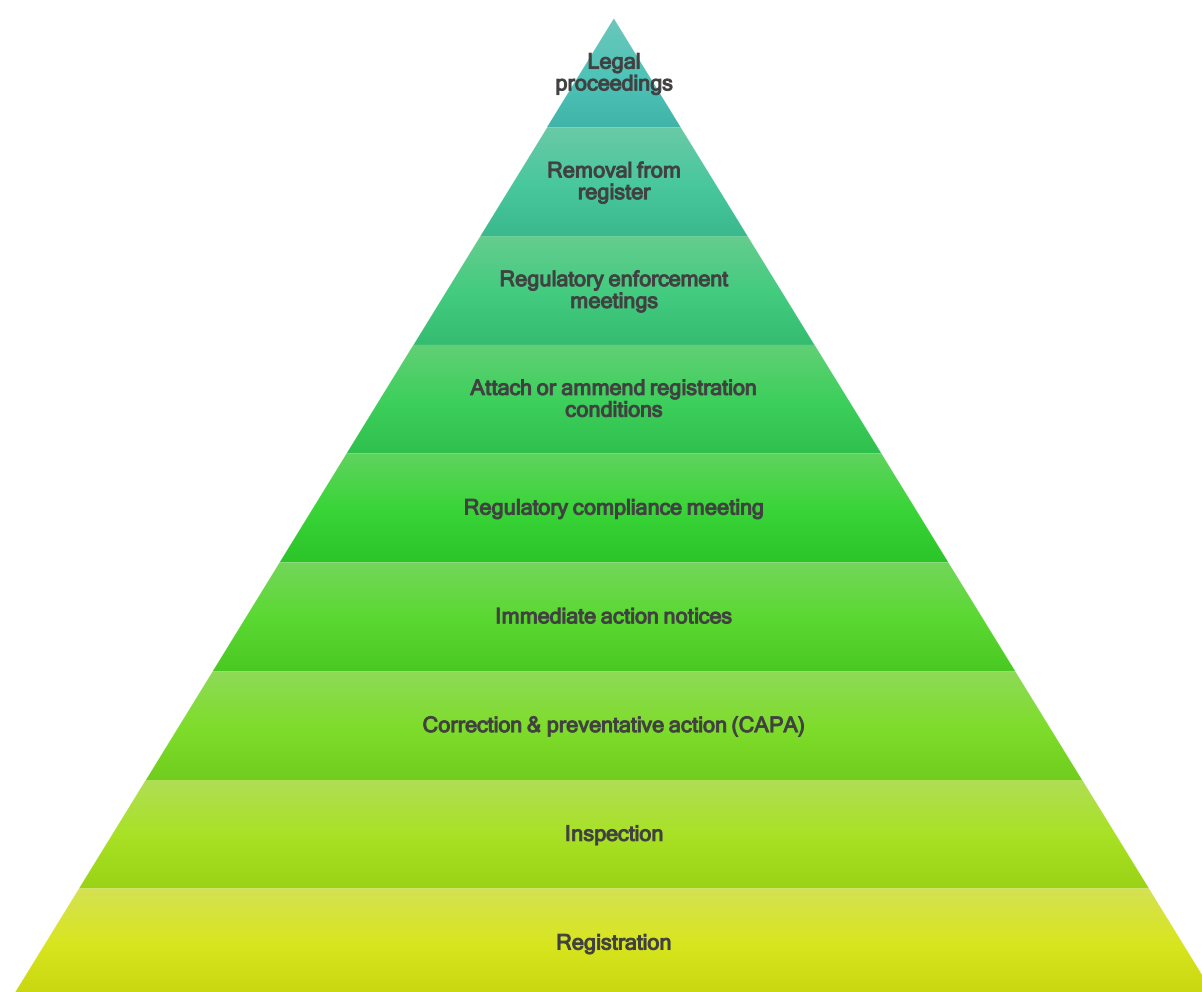 Legal
proceedings
Removal from
register
Regulatory enforcement
meetings
Attach or ammend registration
conditions
Regulatory compliance meeting
Immediate action notices
Correction & preventative action (CAPA)
Inspection
Registration